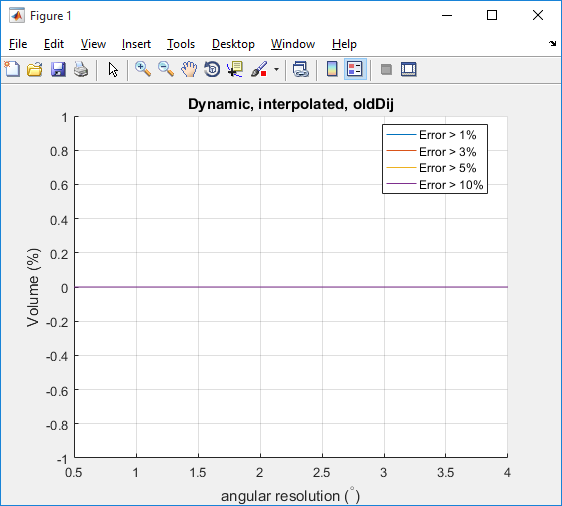 Figure 1
File Edit View Insert Tools Desktop Window Help
Dynamic, interpolated, oldDij
Error > 1%
Error > 3%
Error > 5%
Error > 10%
Volume (%)
1
0.8
0.6
0.4
0.2
0
-0.2
-0.4
-0.6
-0.8
-1
0.5 1 1.5 2 2.5 3 3.5 4
angular resolution (°)